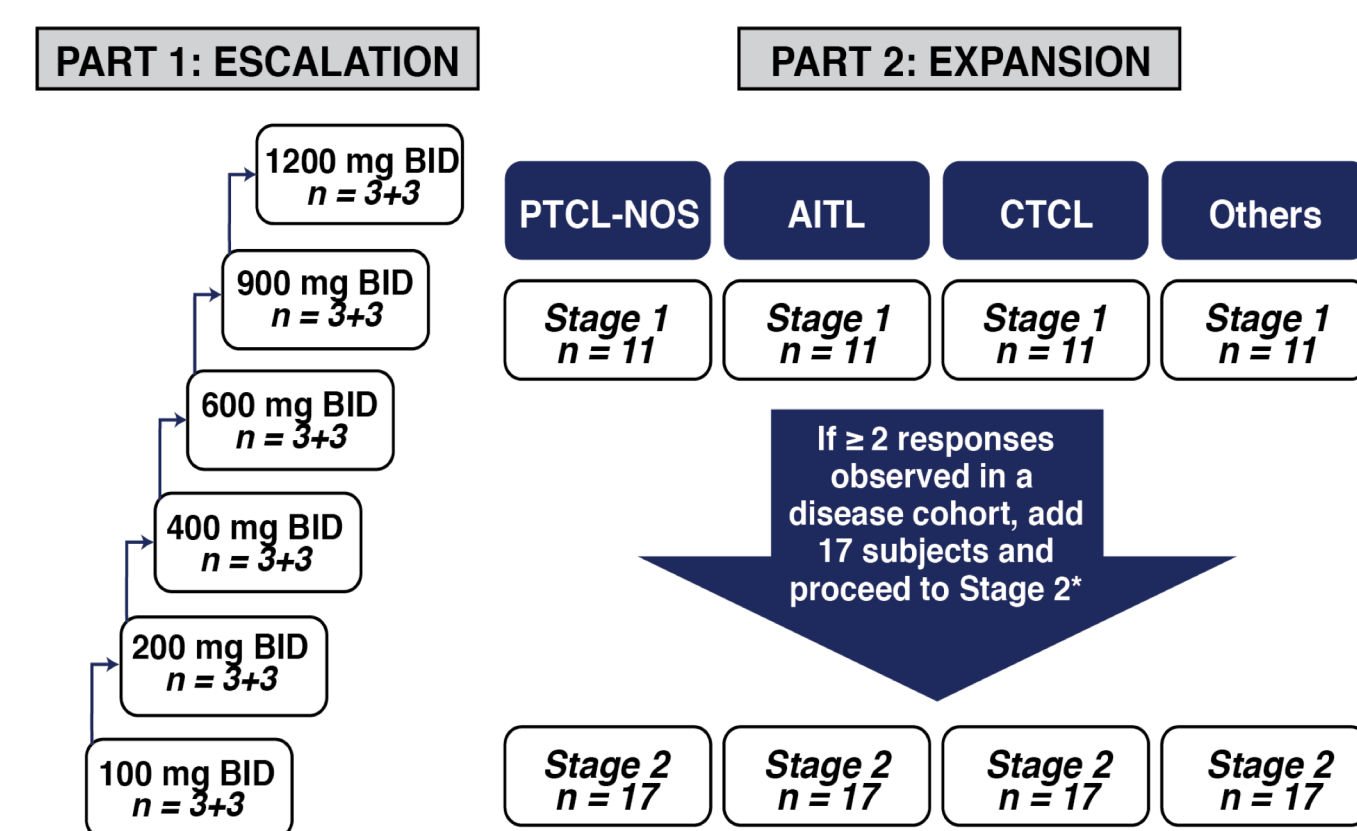 PART 1: ESCALATION
1200 mg BID
n = 3+3
900 mg BID
n = 3+3
600 mg BID
n = 3+3
400 mg BID
n = 3+3
200 mg BID
n = 3+3
100 mg BID
n = 3+3
PART 2: EXPANSION
PTCL-NOS
AITL
CTCL
Others
Stage 1
n = 11
Stage 1
n = 11
Stage 1
n = 11
Stage 1
n = 11
If ≥ 2 responses
observed in a
disease cohort, add
17 subjects and
proceed to Stage 2*
Stage 2
n = 17
Stage 2
n = 17
Stage 2
n = 17
Stage 2
n = 17